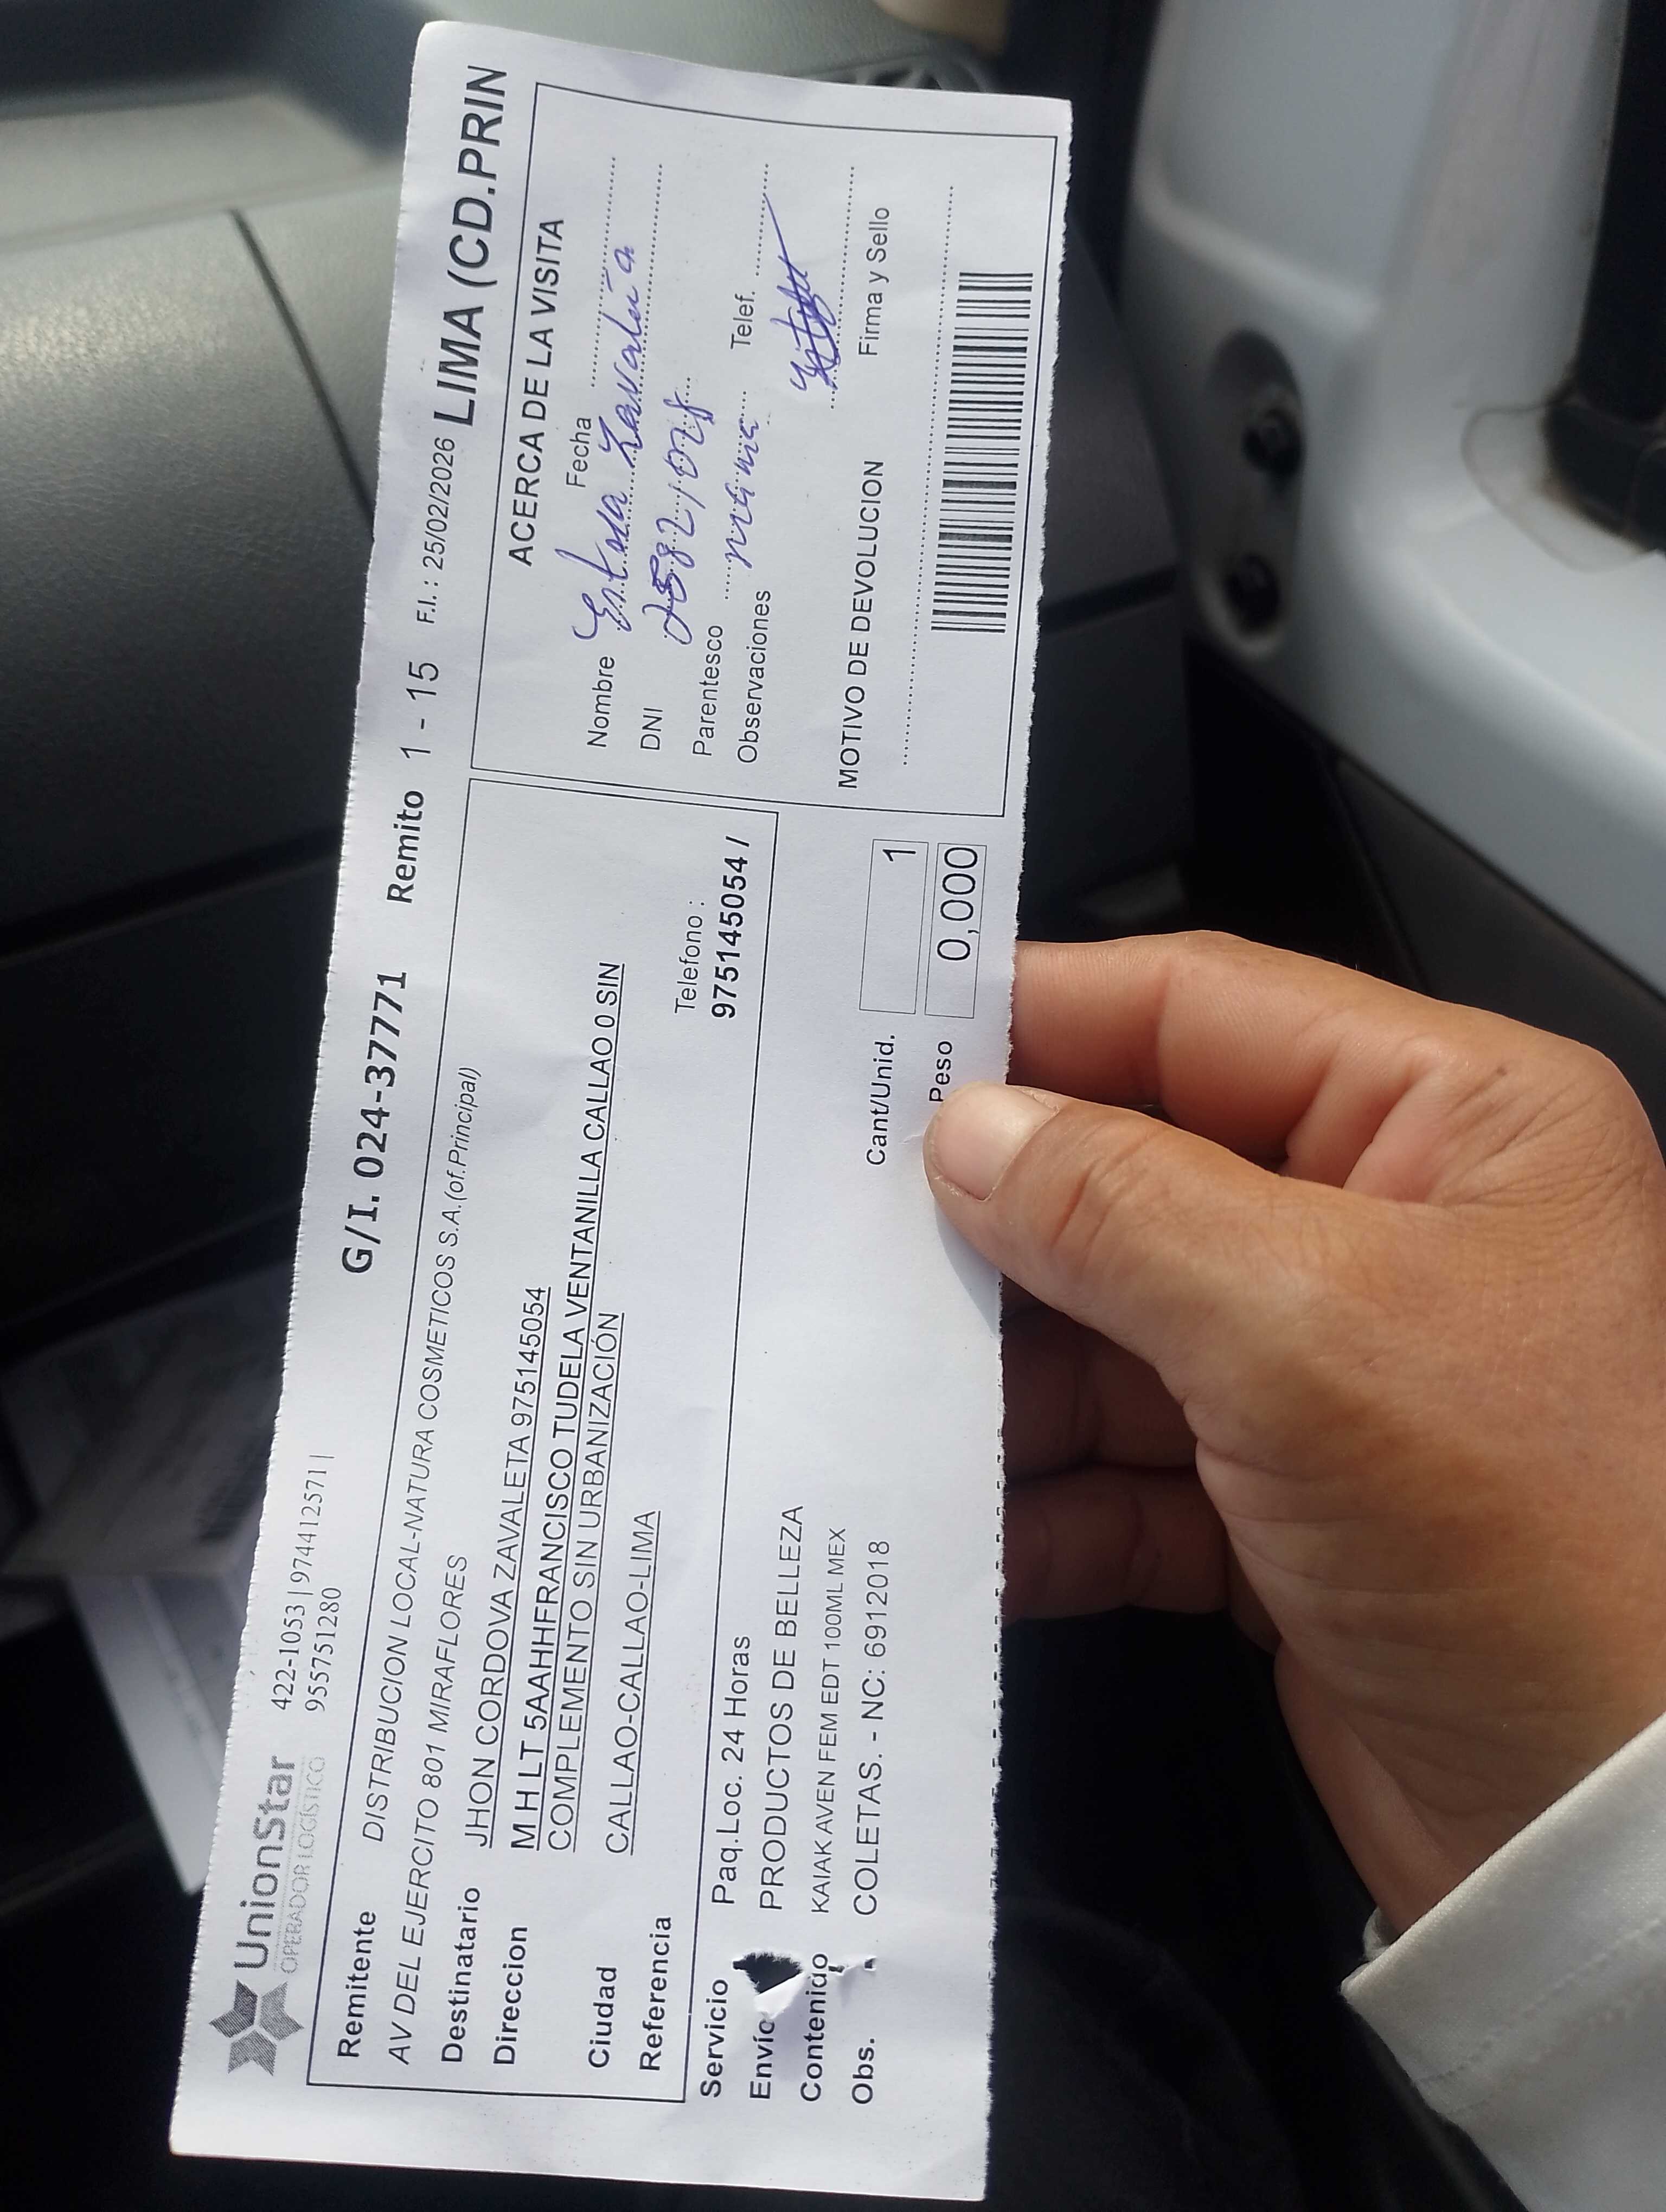 UnionStar
OPERADOR LOGÍSTICO
422-1053 | 974412571 |
955751280
G/I. 024-37771 Remito 1 - 15 F.I.: 25/02/2026 LIMA (CD.PRIN
Remitente DISTRIBUCION LOCAL-NATURA COSMETICOS S.A.(of.Principal)
AV DEL EJERCITO 801 MIRAFLORES
Destinatario JHON CORDOVA ZAVALETA 975145054
Direccion M H LT 5AAHHFRANCISCO TUDELA VENTANILLA CALLAO 0 SIN
COMPLEMENTO SIN URBANIZACIÓN
Ciudad CALLAO-CALLAO-LIMA
Referencia
Telefono :
975145054 /
Servicio Paq.Loc. 24 Horas
Envío PRODUCTOS DE BELLEZA
Contenido KAIAK AVEN FEM EDT 100ML MEX
Obs. COLETAS. - NC: 6912018
Cant/Unid. 1
Peso 0,000
ACERCA DE LA VISITA
Fecha
Nombre
DNI
Parentesco
Observaciones Telef.
Firma y Sello
MOTIVO DE DEVOLUCION